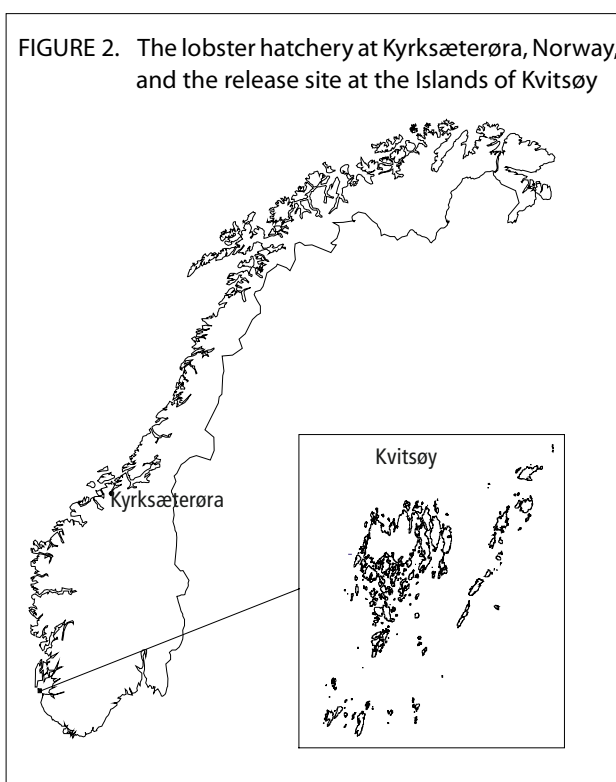 FIGURE 2. The lobster hatchery at Kyrksæterøra, Norway,
and the release site at the Islands of Kvitsøy
Kvitsøy
Kyrksæterøra